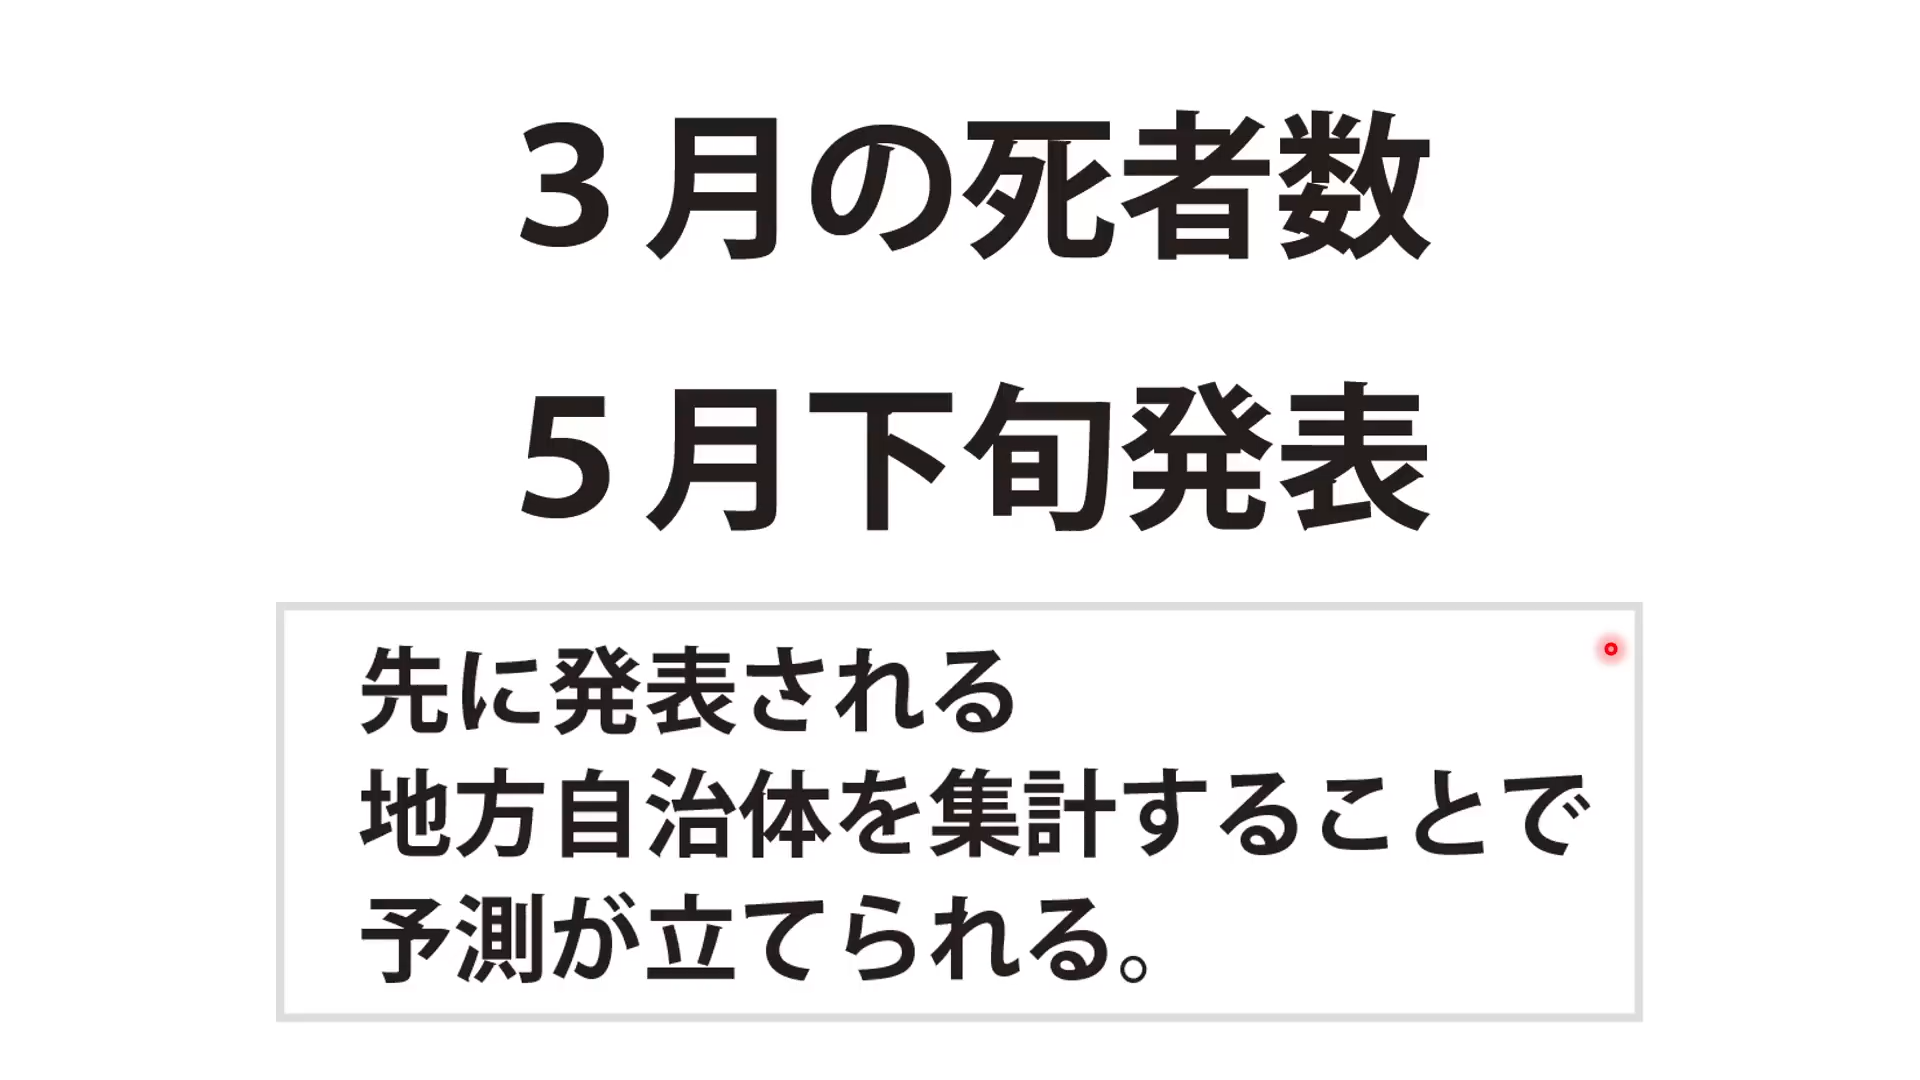 ３月の死者数
５月下旬発表
先に発表される
地方自治体を集計することで
予測が立てられる。